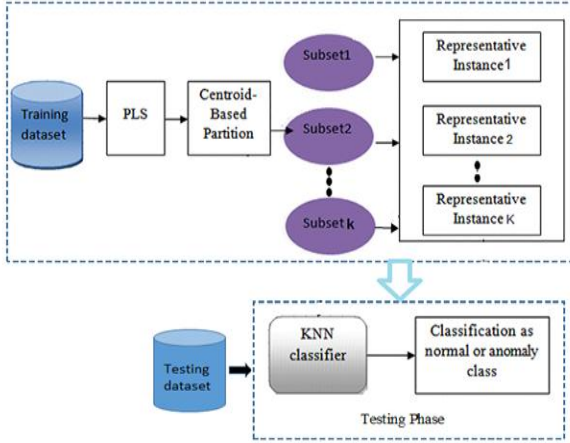 Training
dataset
PLS
Centroid-
Based
Partition
Subset1
Subset2
Subset k
Representative
Instance1
Representative
Instance 2
Representative
Instance K
Testing
dataset
KNN
classifier
Classification as
normal or anomaly
class
Testing Phase